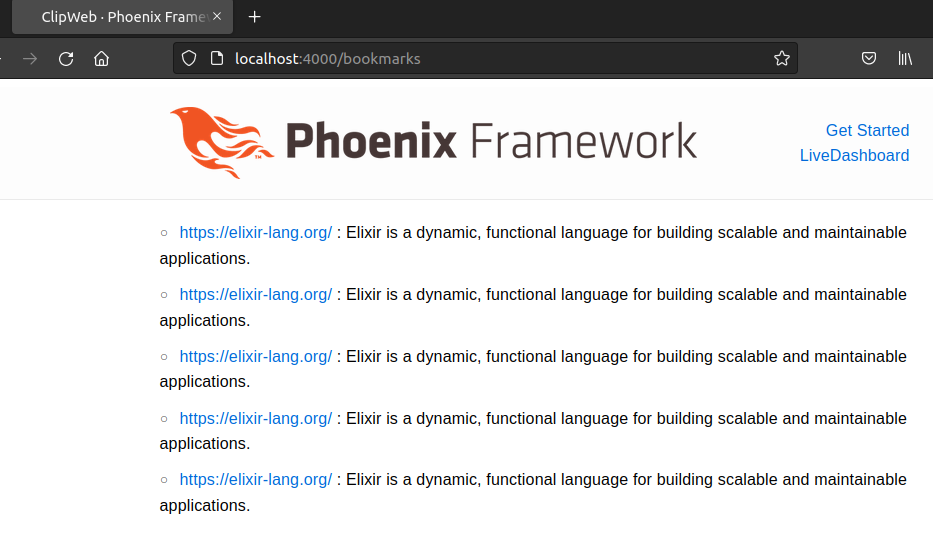 ClipWeb · Phoenix Framew
localhost:4000/bookmarks
Phoenix Framework
TM
Get Started
LiveDashboard
https://elixir-lang.org/ : Elixir is a dynamic, functional language for building scalable and maintainable
applications.
https://elixir-lang.org/ : Elixir is a dynamic, functional language for building scalable and maintainable
applications.
https://elixir-lang.org/ : Elixir is a dynamic, functional language for building scalable and maintainable
applications.
https://elixir-lang.org/ : Elixir is a dynamic, functional language for building scalable and maintainable
applications.
https://elixir-lang.org/ : Elixir is a dynamic, functional language for building scalable and maintainable
applications.